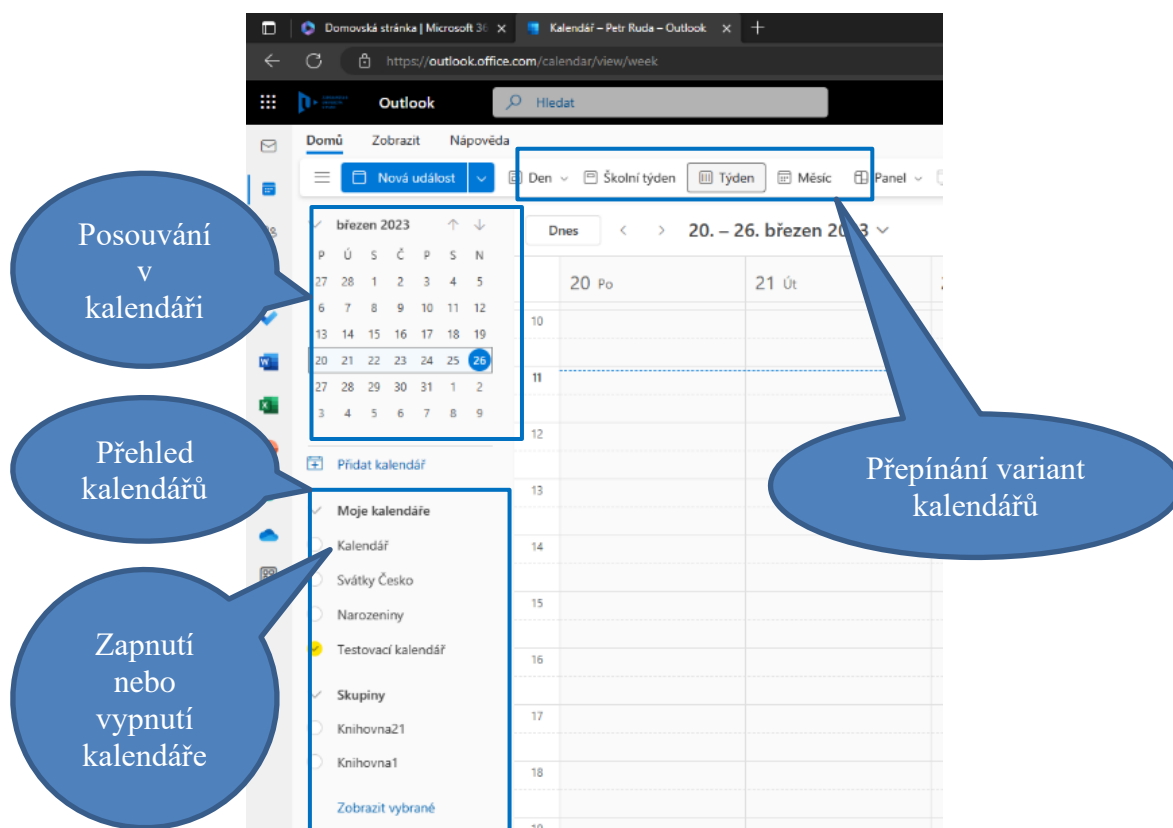 Domovská stránka | Microsoft 36
Kalendář – Petr Ruda – Outlook
https://outlook.office.com/calendar/view/week
Outlook
Hledat
Domů Zobrazit Nápověda
Nová událost
Den Školní týden Týden Měsíc Panel
březen 2023
P Ú S Č P S N
27 28 1 2 3 4 5
6 7 8 9 10 11 12
13 14 15 16 17 18 19
20 21 22 23 24 25 26
27 28 29 30 31 1 2
3 4 5 6 7 8 9
Dnes
20. – 26. březen 2023
20 Po
21 Út
10
11
12
13
14
15
16
17
18
Přidat kalendář
Moje kalendáře
Kalendář
Svátky Česko
Narozeniny
Testovací kalendář
Skupiny
Knihovna21
Knihovna1
Zobrazit vybrané
Posouvání
v
kalendáři
Přehled
kalendářů
Zapnutí
nebo
vypnutí
kalendáře
Přepínání variant
kalendářů